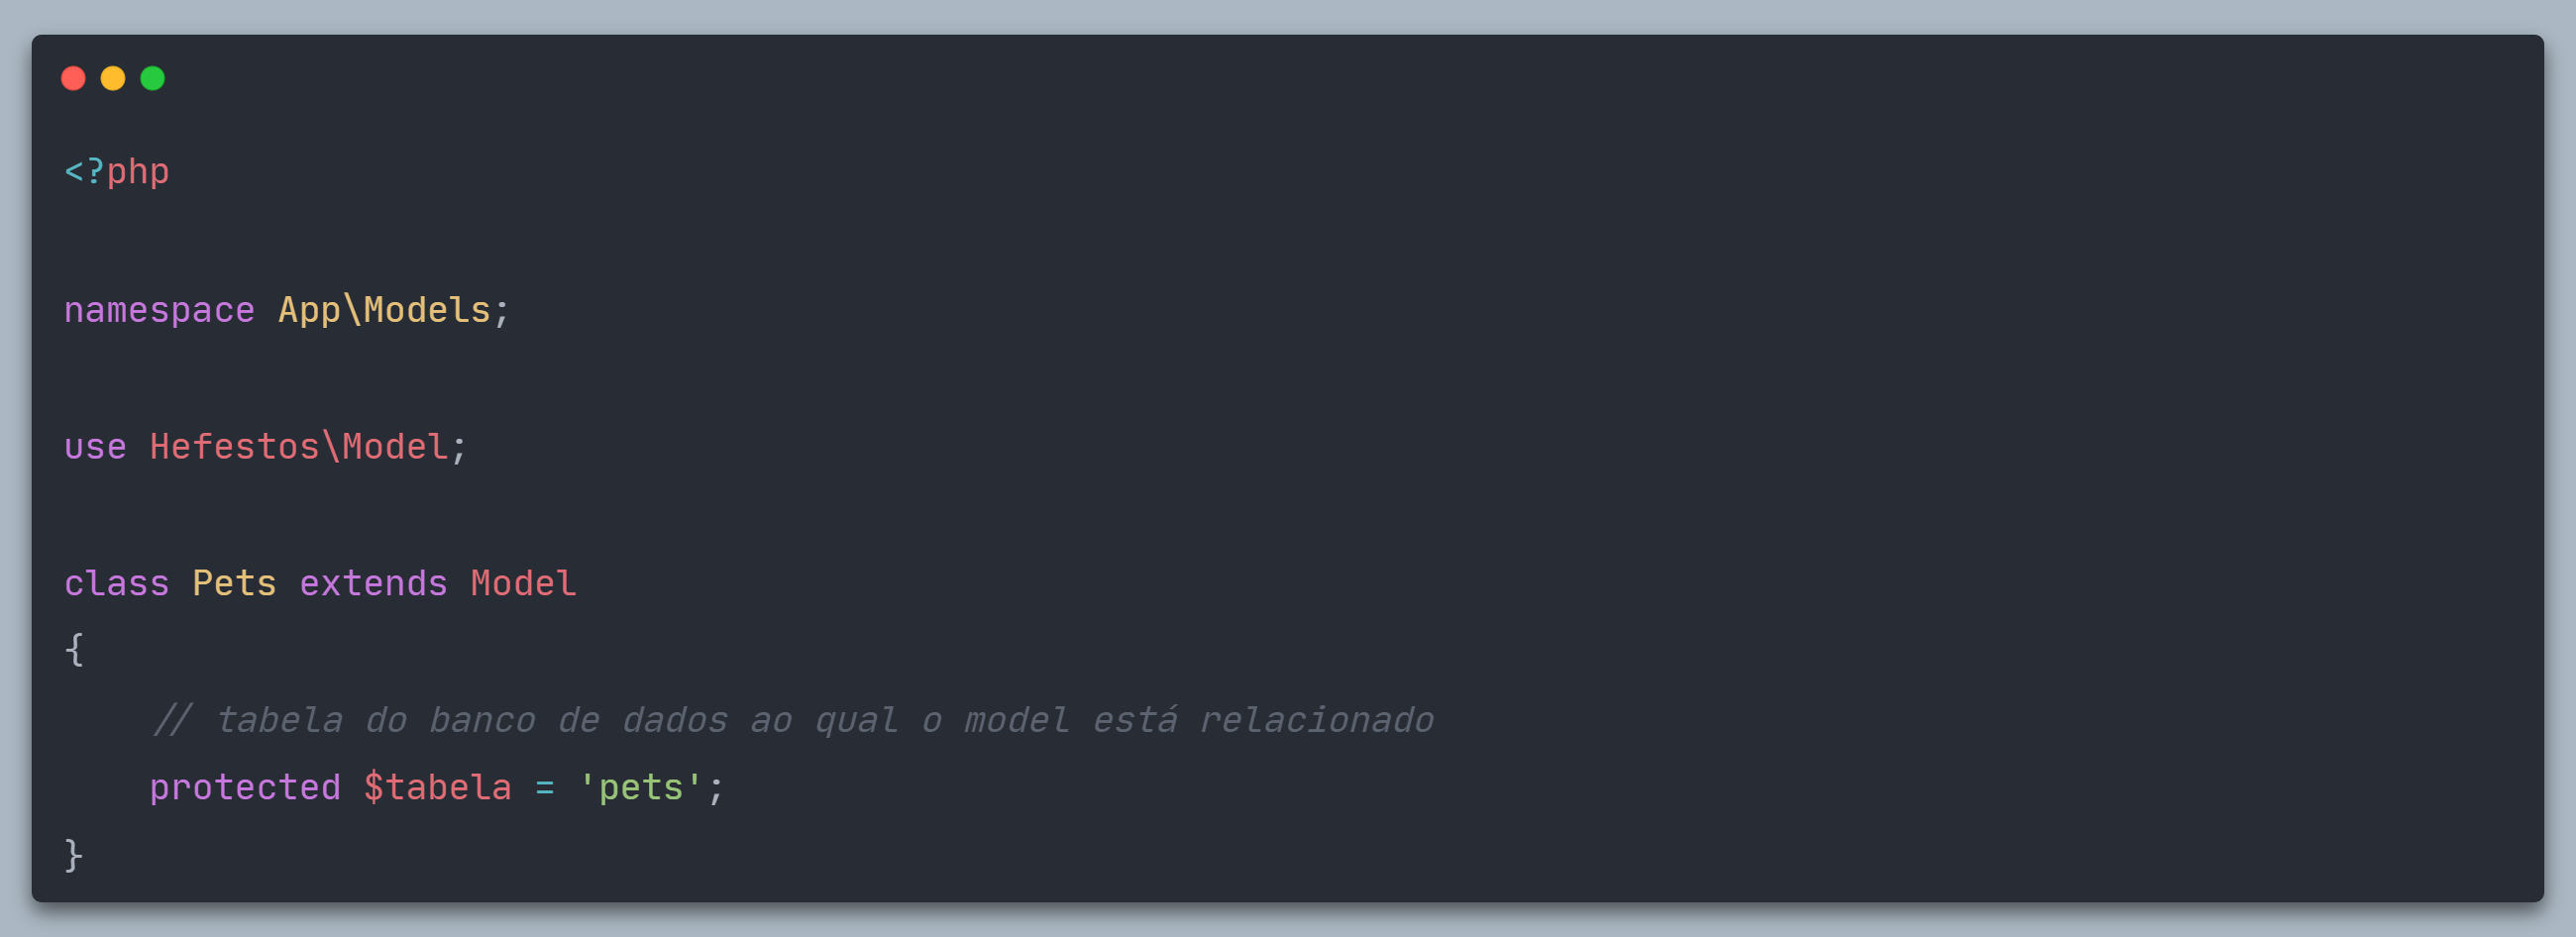 <?php
namespace App\Models;
use Hefestos\Model;
class Pets extends Model
{
// tabela do banco de dados ao qual o model está relacionado
protected $tabela = 'pets';
}